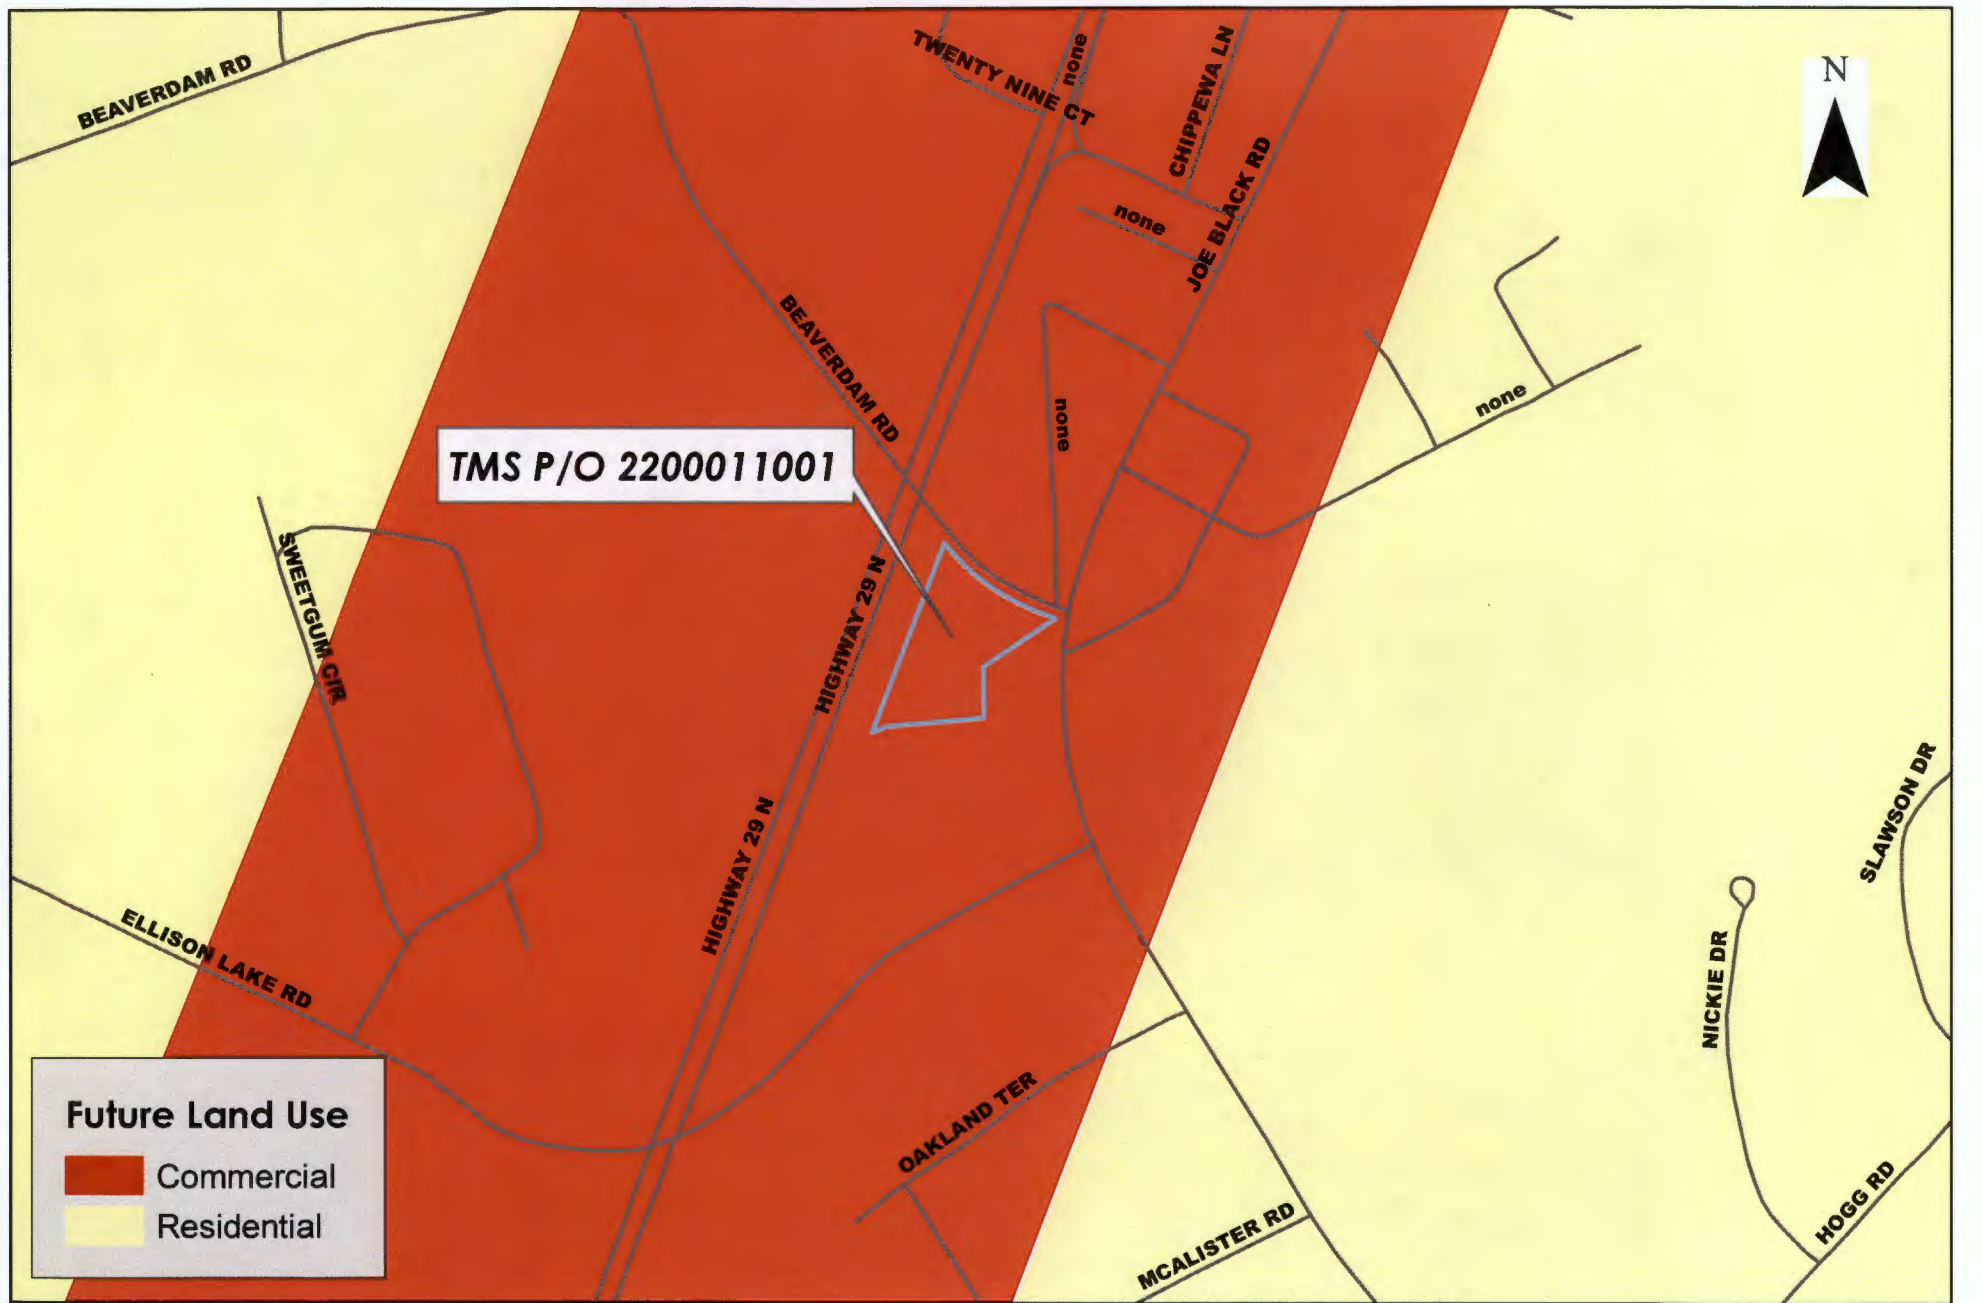 N
BEAVERDAM RD
TWENTY NINE CT
none
CHIPPEWA LN
JOE BLACK RD
none
BEAVERDAM RD
none
none
TMS P/O 2200011001
SWEETGUM CIR
HIGHWAY 29 N
HIGHWAY 29 N
SLAWSON DR
ELLISON LAKE RD
NICKIE DR
OAKLAND TER
MCALISTER RD
HOGG RD
Future Land Use
Commercial
Residential